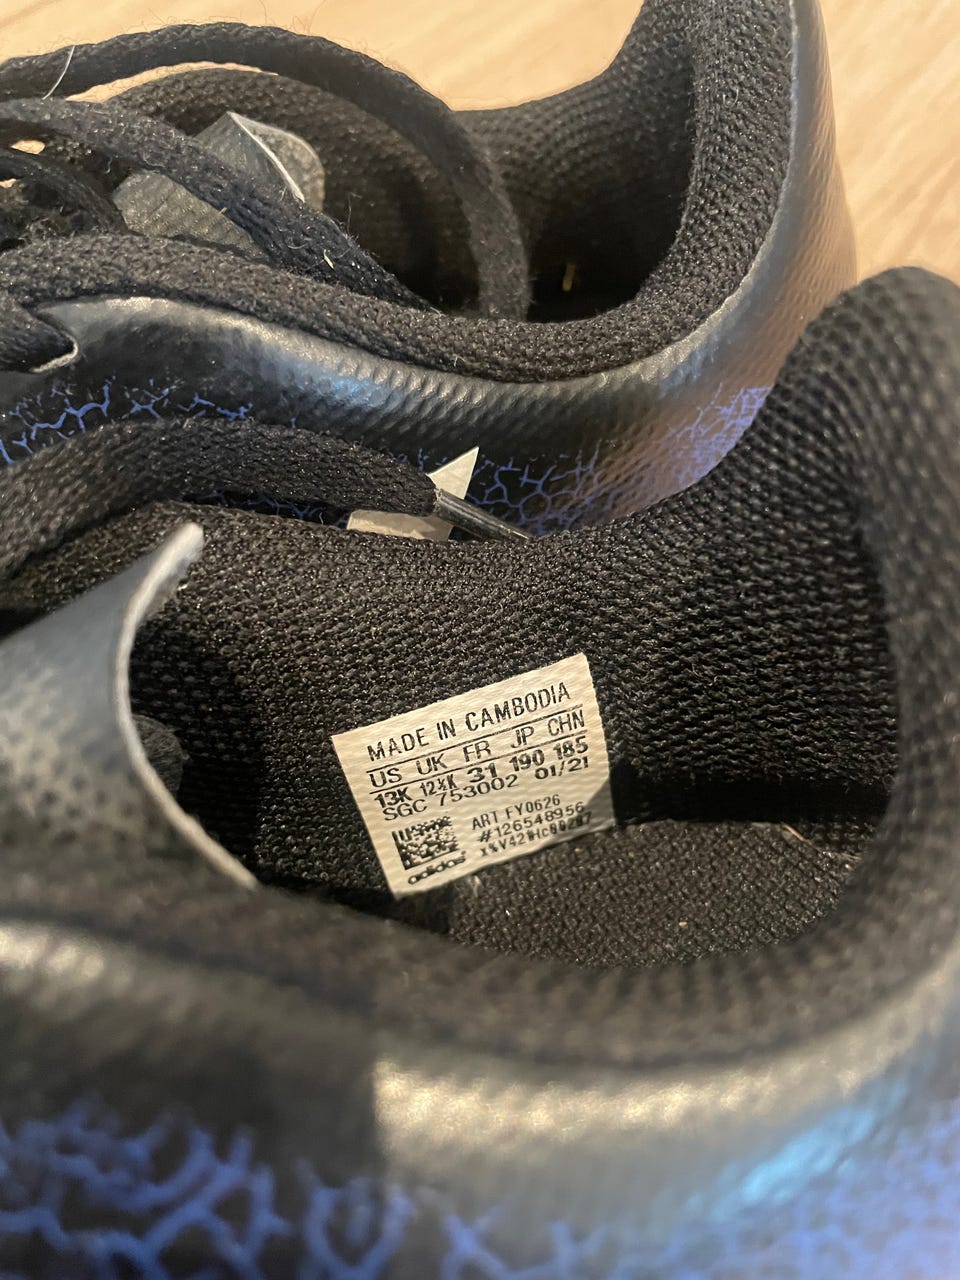 MADE IN CAMBODIA
US UK FR JP CHN
13K 12½K 31 190 185
SGC 753002 01/21
ART FY0626
#126548956
adidas